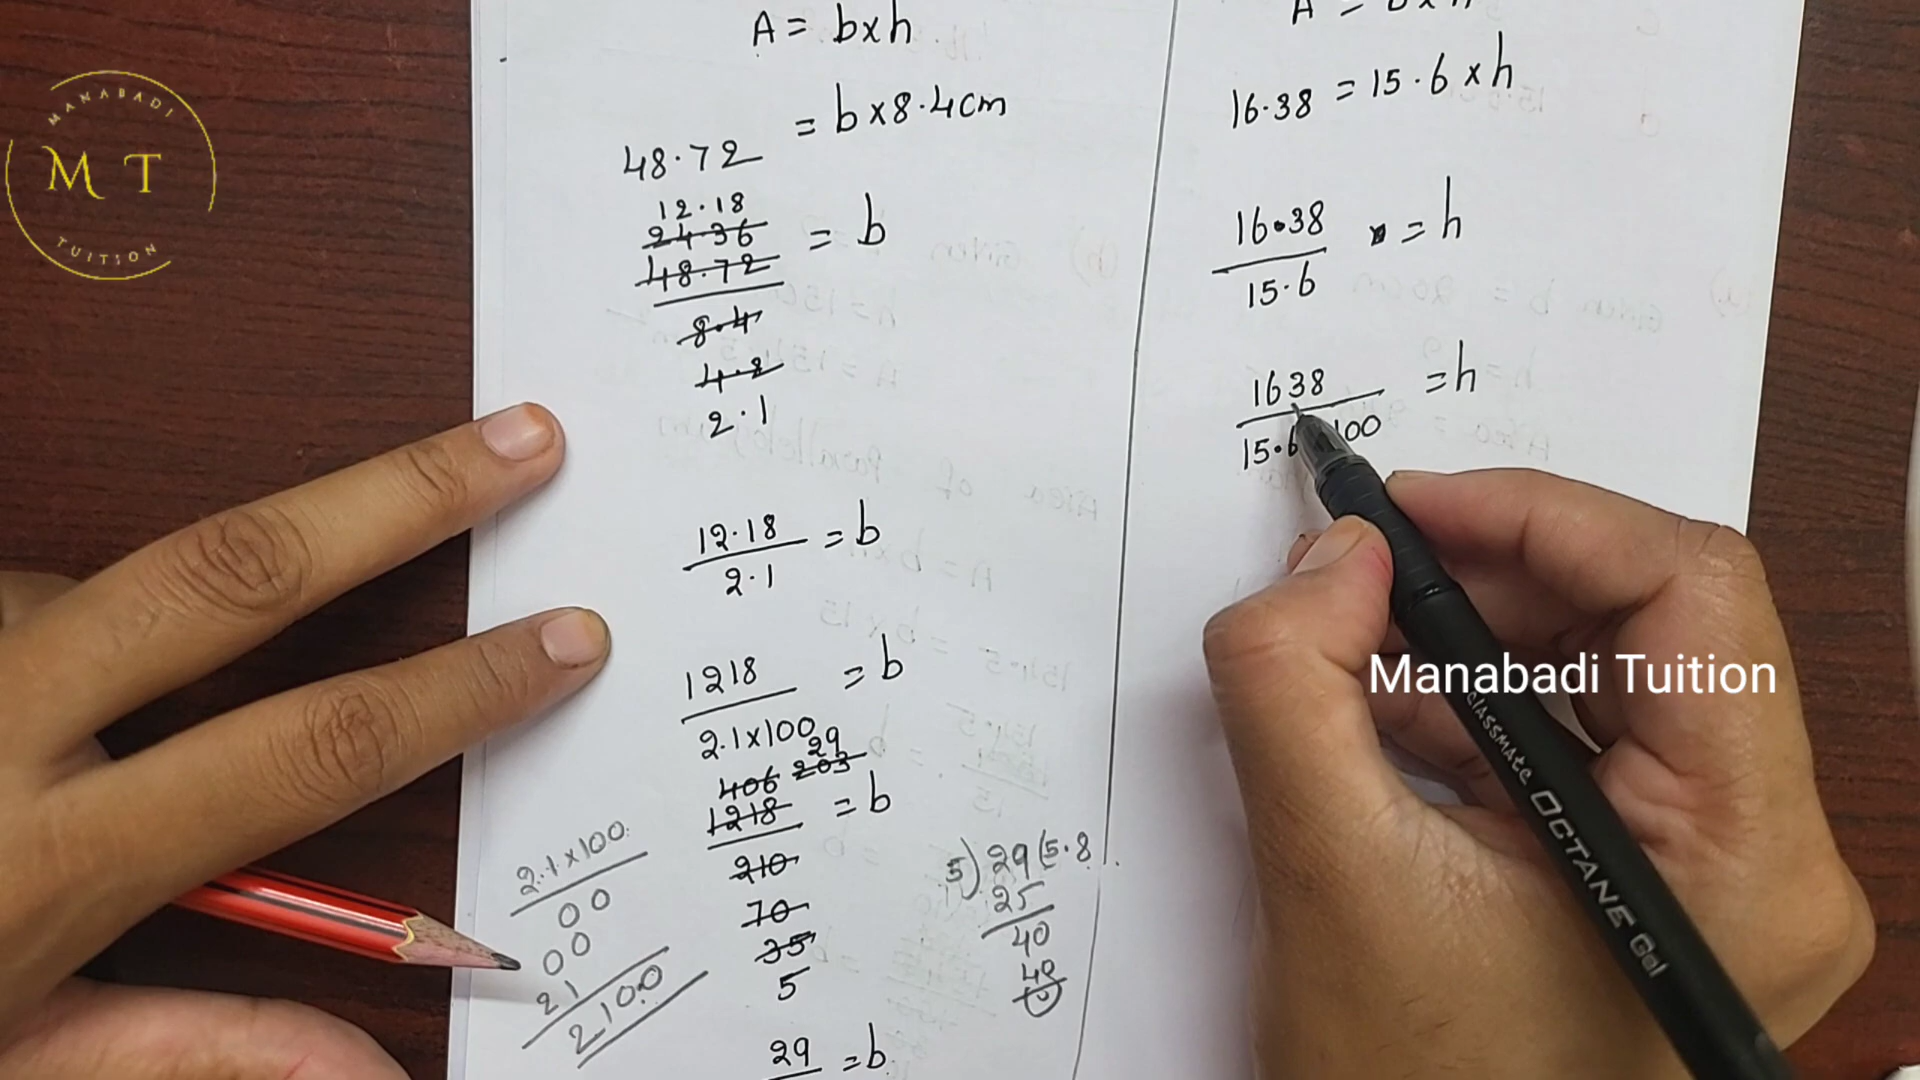 MANABADI
M T
TUITION
A = b×h
= b×8.4cm
48.72
12.18
24.36
48.72 = b
8.4
4.2
2.1
12.18 = b
2.1
1218 = b
2.1×100
29
406 203
1218 = b
210
70
35
5
29 = b
2.1×100
00
00
21
210.0
5) 29 (5.8
25
40
40
0
A = b×h
16.38 = 15.6 × h
16.38 = h
15.6
1638 = h
15.6 100
Manabadi Tuition
CLASSMATE OCTANE Gel